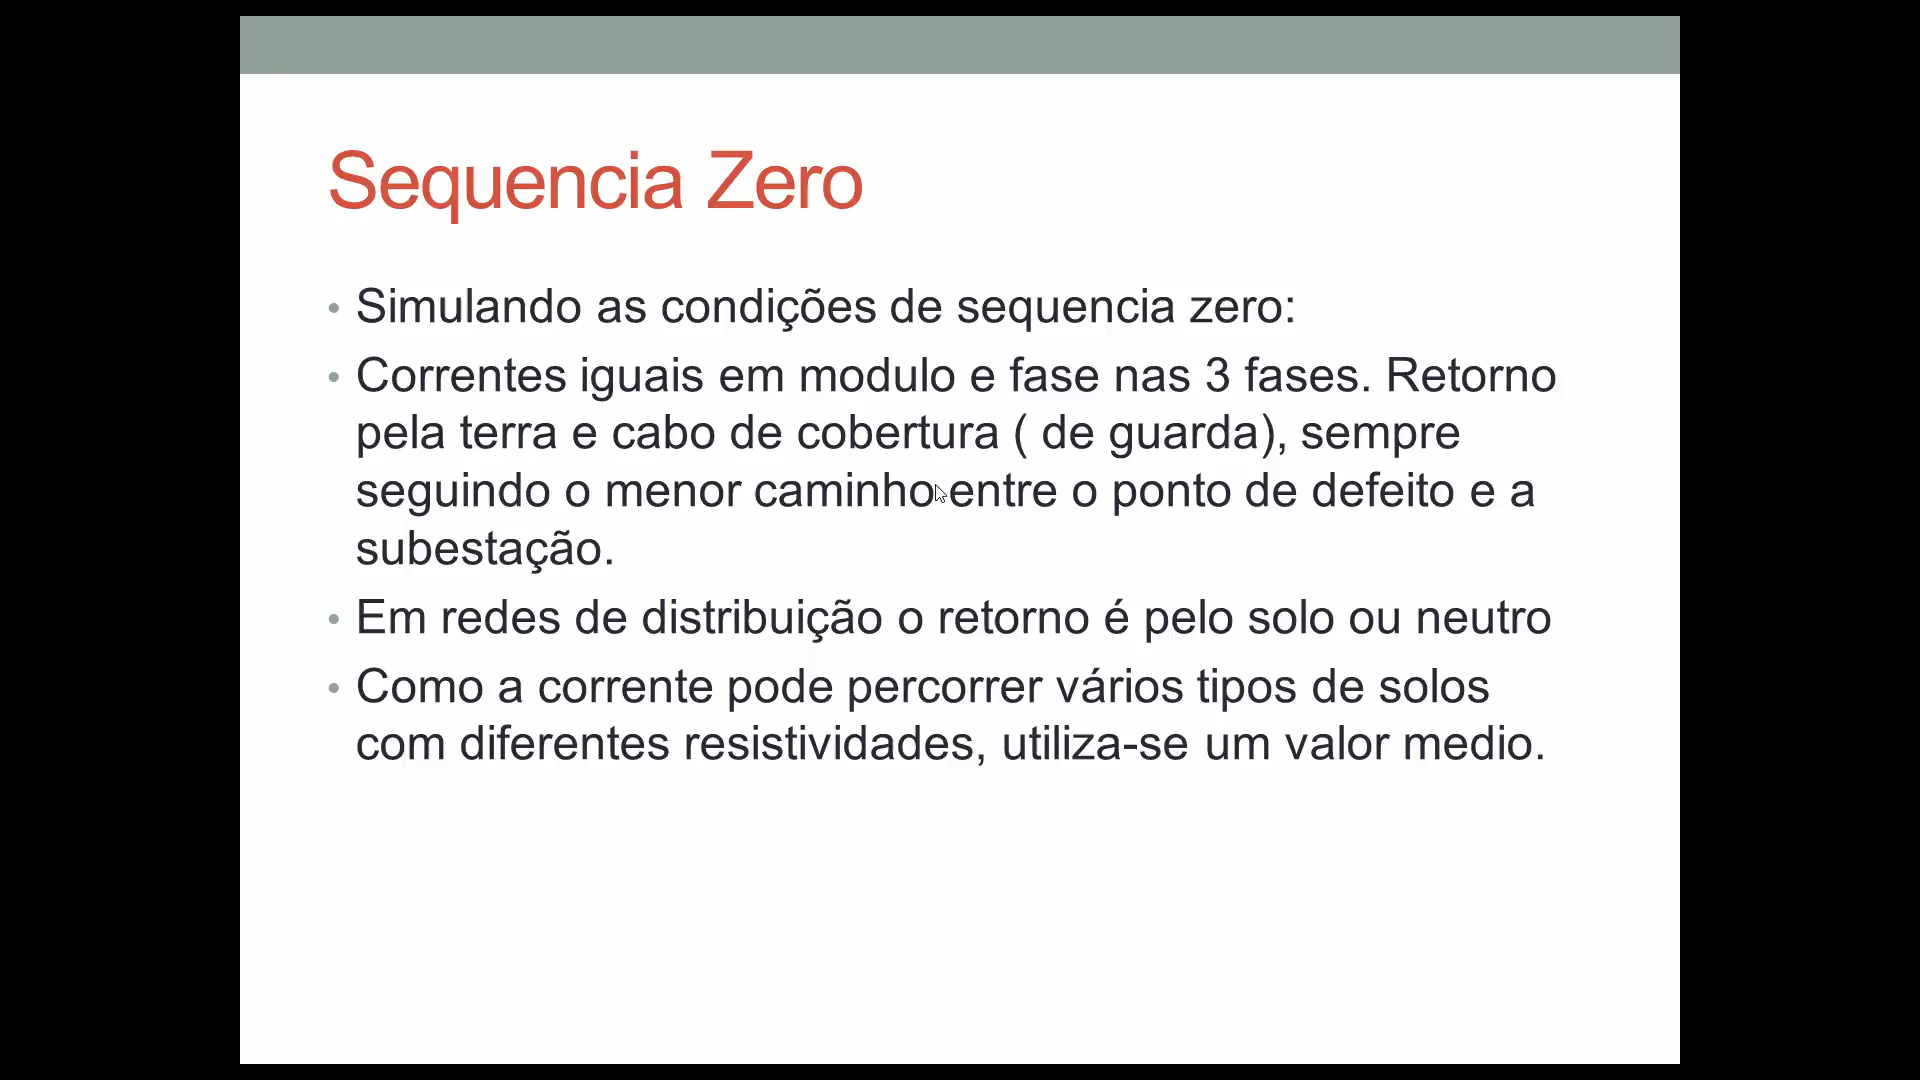 Sequencia Zero
• Simulando as condições de sequencia zero:
• Correntes iguais em modulo e fase nas 3 fases. Retorno
pela terra e cabo de cobertura ( de guarda), sempre
seguindo o menor caminho entre o ponto de defeito e a
subestação.
• Em redes de distribuição o retorno é pelo solo ou neutro
• Como a corrente pode percorrer vários tipos de solos
com diferentes resistividades, utiliza-se um valor medio.